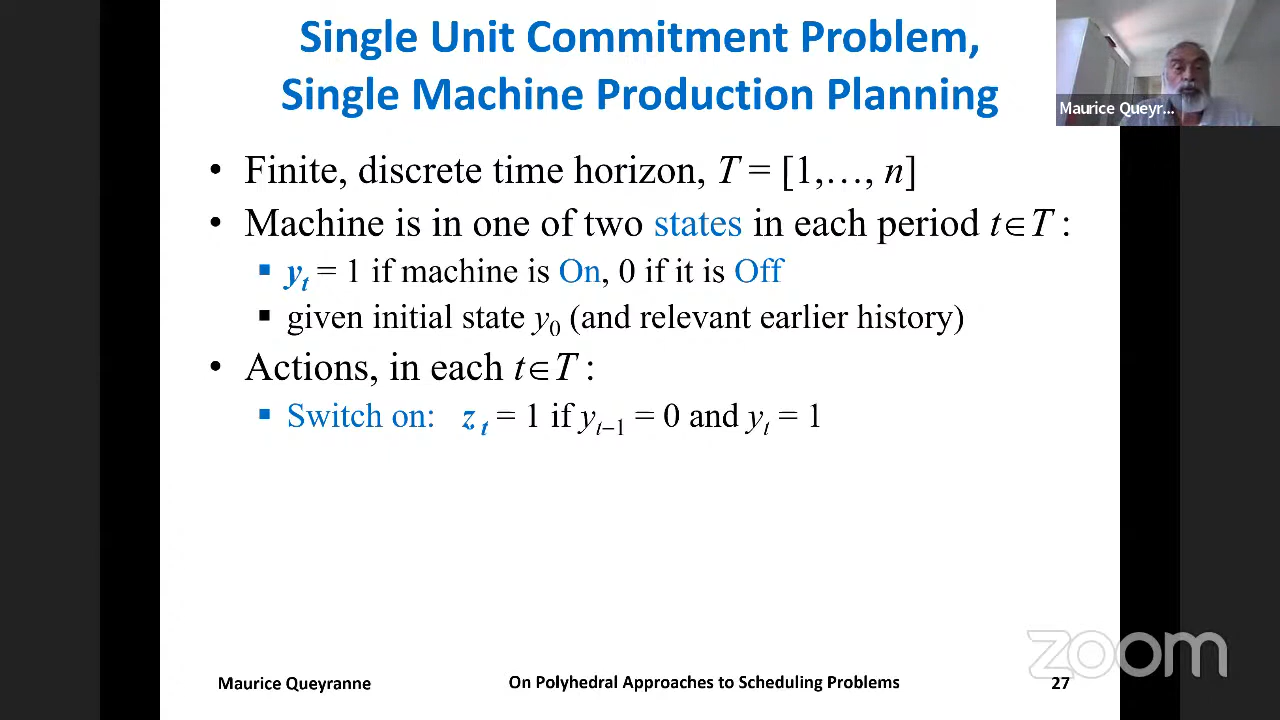 Single Unit Commitment Problem,
Single Machine Production Planning
Maurice Queyr...
• Finite, discrete time horizon, T = [1,…, n]
• Machine is in one of two states in each period t∈T :
▪ yt = 1 if machine is On, 0 if it is Off
▪ given initial state y0 (and relevant earlier history)
• Actions, in each t∈T :
▪ Switch on: zt = 1 if yt−1 = 0 and yt = 1
zoom
Maurice Queyranne On Polyhedral Approaches to Scheduling Problems 27